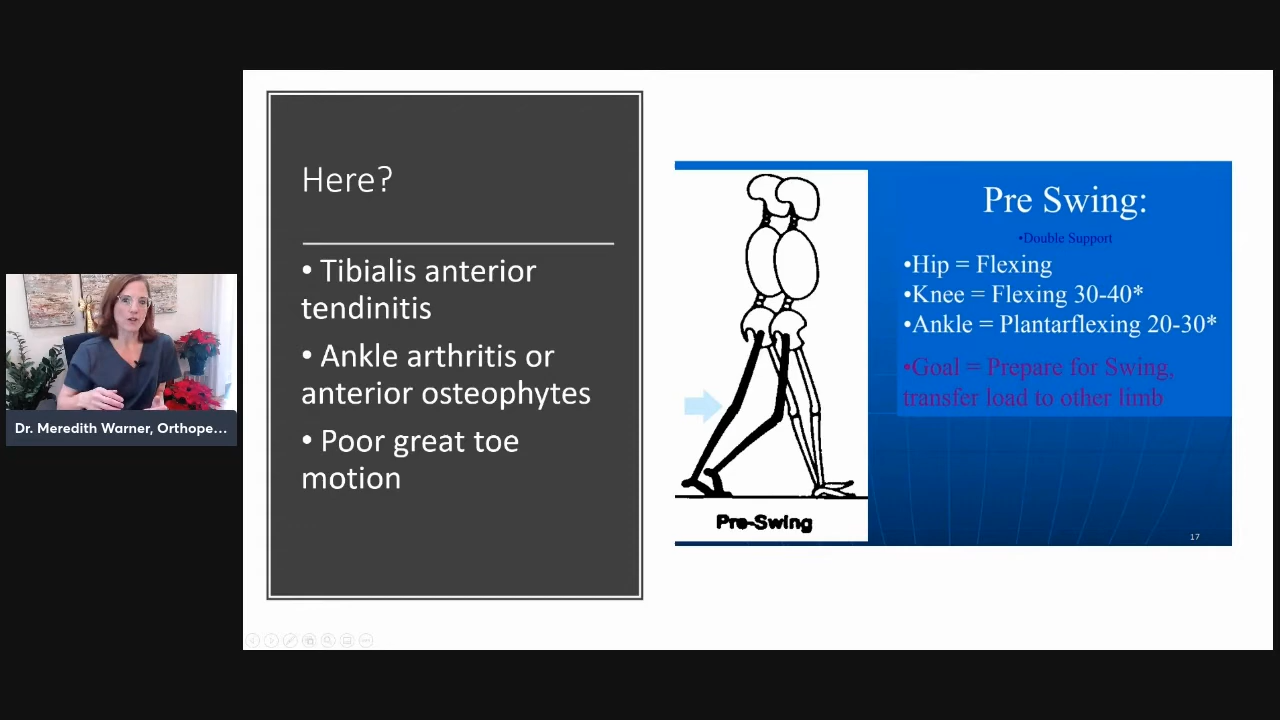 Here?
• Tibialis anterior
tendinitis
• Ankle arthritis or
anterior osteophytes
• Poor great toe
motion
Pre Swing:
•Double Support
•Hip = Flexing
•Knee = Flexing 30-40*
•Ankle = Plantarflexing 20-30*
•Goal = Prepare for Swing,
transfer load to other limb
Pre-Swing
17
Dr. Meredith Warner, Orthope...